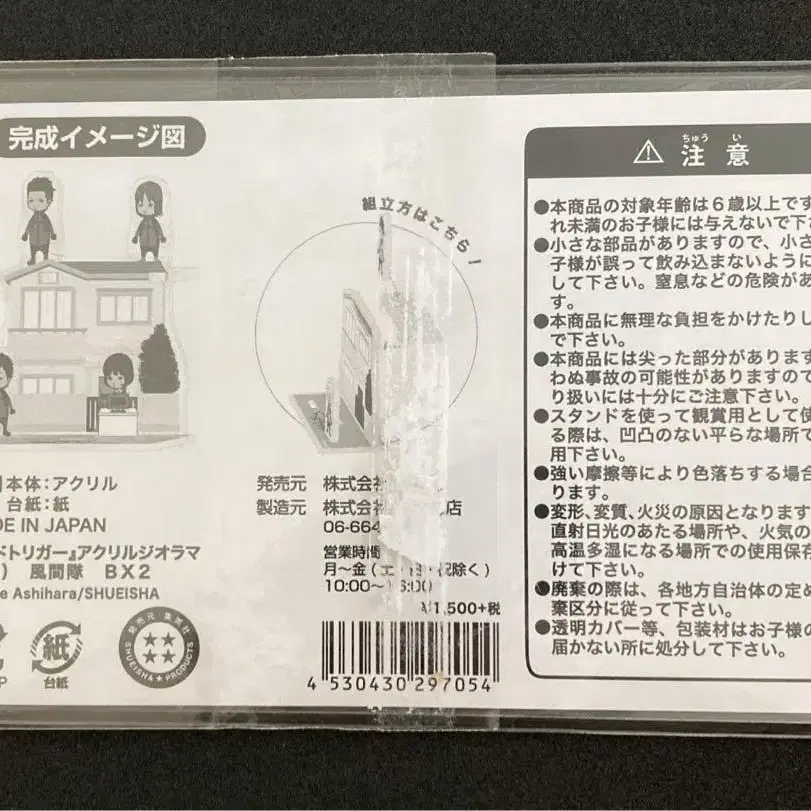 完成イメージ図
組立方はこちら！
本体：アクリル
台紙：紙
DE IN JAPAN
ドトリガー』アクリルジオラマ
） 風間隊 BX2
e Ashihara/SHUEISHA
紙
台紙
P
発売元 集英社
SHUEISHA★PRODUCTS
発売元 株式会社
製造元 株式会社 店
06-664
営業時間
月～金(土・日・祝除く)
10:00～16:00
¥1,500+税
4 530430 297054
ちゅう い
⚠ 注 意
●本商品の対象年齢は６歳以上です
れ未満のお子様には与えないで下さ
●小さな部品がありますので、小さ
子様が誤って飲み込まないように
して下さい。窒息などの危険があ
す。
●本商品に無理な負担をかけたりし
で下さい。
●本商品には尖った部分があります
わぬ事故の可能性がありますので
り扱いには十分にご注意下さい。
●スタンドを使って観賞用として使
る際は、凹凸のない平らな場所で
用下さい。
●強い摩擦等により色落ちする場合
ります。
●変形、変質、火災の原因となります
直射日光のあたる場所や、火気の
高温多湿になる場所での使用保存
けて下さい。
●廃棄の際は、各地方自治体の定め
棄区分に従って下さい。
●透明カバー等、包装材はお子様の
届かない所に処分して下さい。